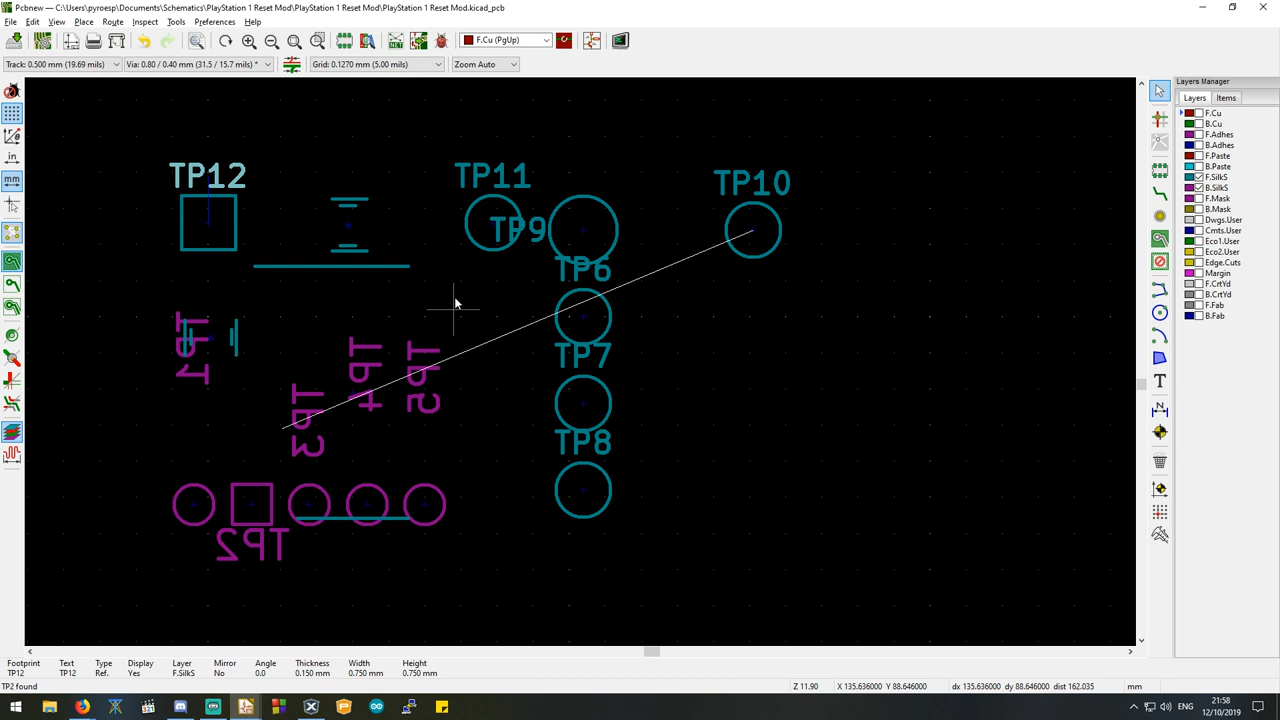 Pcbnew — C:\Users\pyroesp\Documents\Schematics\PlayStation 1 Reset Mod\PlayStation 1 Reset Mod\PlayStation 1 Reset Mod.kicad_pcb
File Edit View Place Route Inspect Tools Preferences Help
NET F.Cu (PgUp)
Track: 0.500 mm (19.69 mils) Via: 0.80 / 0.40 mm (31.5 / 15.7 mils) * Grid: 0.1270 mm (5.00 mils) Zoom Auto
Layers Manager
Layers Items
F.Cu
B.Cu
F.Adhes
B.Adhes
F.Paste
B.Paste
F.SilkS
B.SilkS
F.Mask
B.Mask
Dwgs.User
Cmts.User
Eco1.User
Eco2.User
Edge.Cuts
Margin
F.CrtYd
B.CrtYd
F.Fab
B.Fab
in
mm
TP12
TP11
TP10
TP9
TP6
TP1
TP4
TP5
TP7
TP3
TP8
TP2
Footprint Text Type Display Layer Mirror Angle Thickness Width Height
TP12 TP12 Ref. Yes F.SilkS No 0.0 0.150 mm 0.750 mm 0.750 mm
TP2 found Z 11.90 X 135.636000 Y 88.646000 dx 135.636000 dy 88.646000 dist 162.035 mm
ENG 21:58
12/10/2019